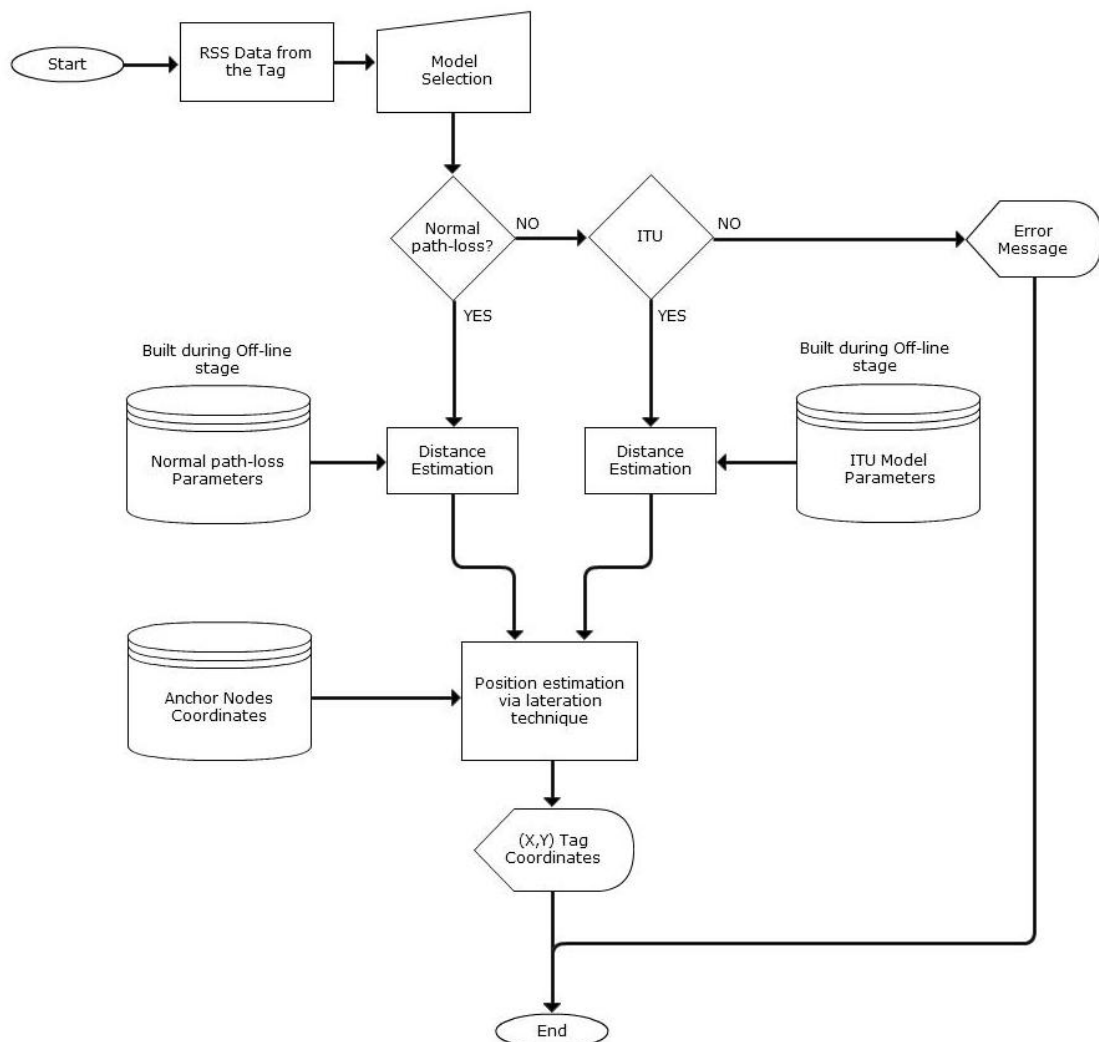 Start
RSS Data from
the Tag
Model
Selection
Normal
path-loss?
NO
ITU
NO
Error
Message
YES
YES
Built during Off-line
stage
Built during Off-line
stage
Normal path-loss
Parameters
Distance
Estimation
Distance
Estimation
ITU Model
Parameters
Anchor Nodes
Coordinates
Position estimation
via lateration
technique
(X,Y) Tag
Coordinates
End